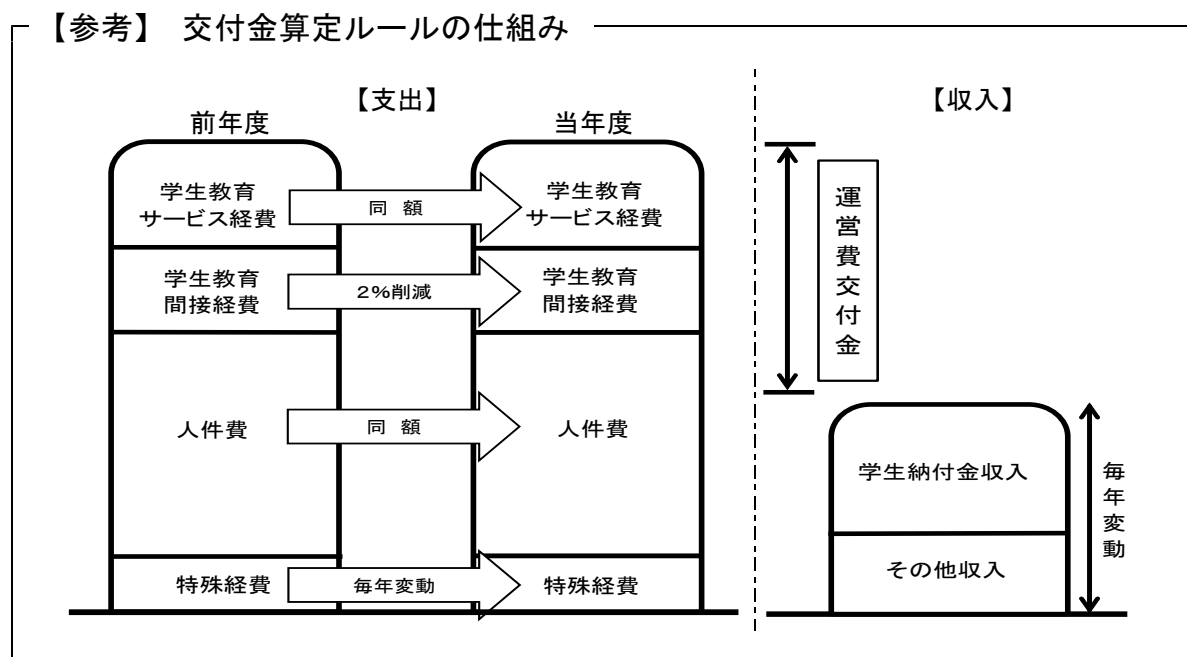 【参考】 交付金算定ルールの仕組み
【支出】
【収入】
前年度
当年度
学生教育
サービス経費
同 額
学生教育
サービス経費
学生教育
間接経費
2%削減
学生教育
間接経費
人件費
同 額
人件費
特殊経費
毎年変動
特殊経費
運営費交付金
学生納付金収入
その他収入
毎年変動